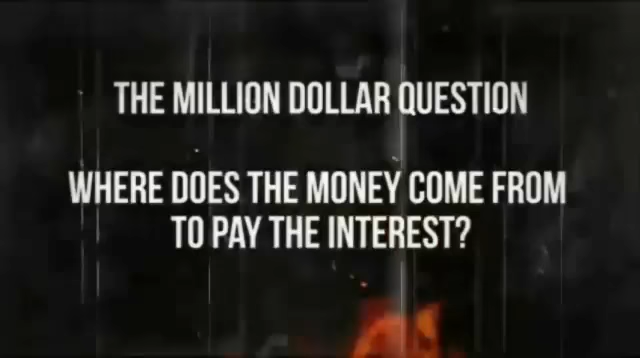 THE MILLION DOLLAR QUESTION
WHERE DOES THE MONEY COME FROM
TO PAY THE INTEREST?